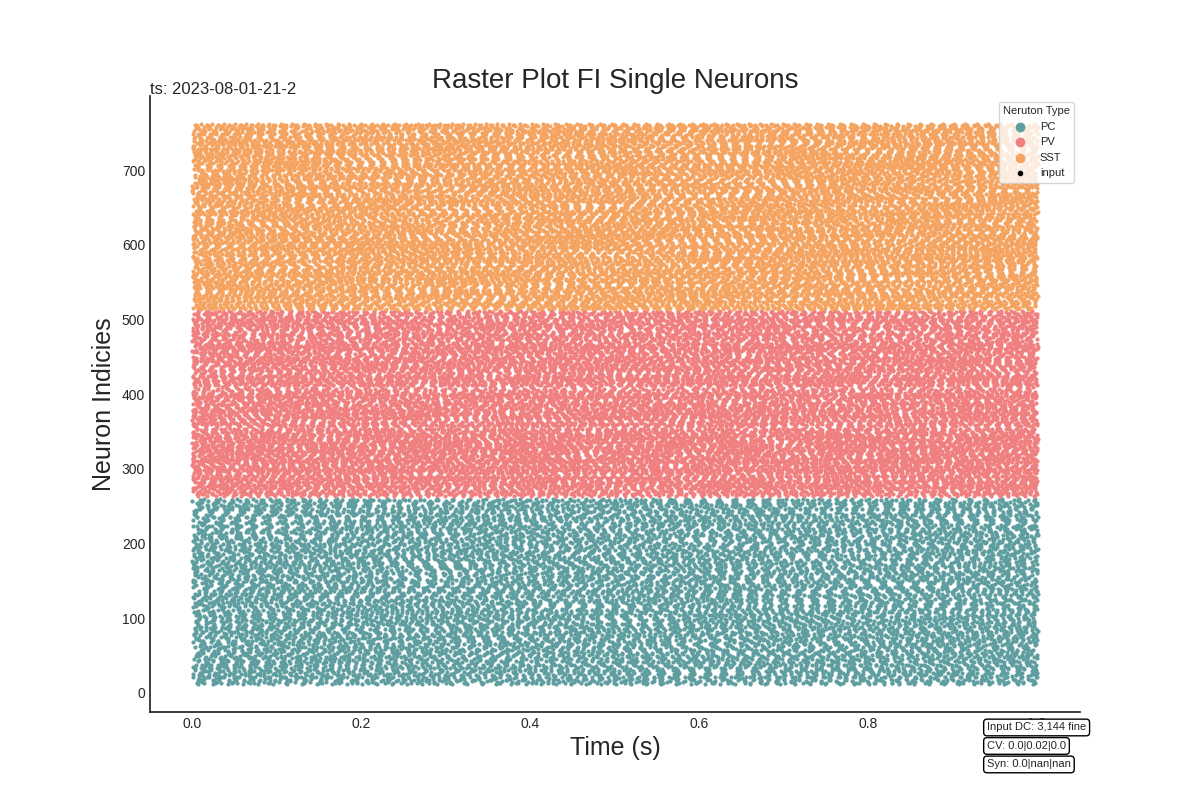 Raster Plot FI Single Neurons
ts: 2023-08-01-21-2
Neruton Type
PC
PV
SST
input
Neuron Indicies
700
600
500
400
300
200
100
0
0.0 0.2 0.4 0.6 0.8
Time (s)
Input DC: 3,144 fine
CV: 0.0|0.02|0.0
Syn: 0.0|nan|nan